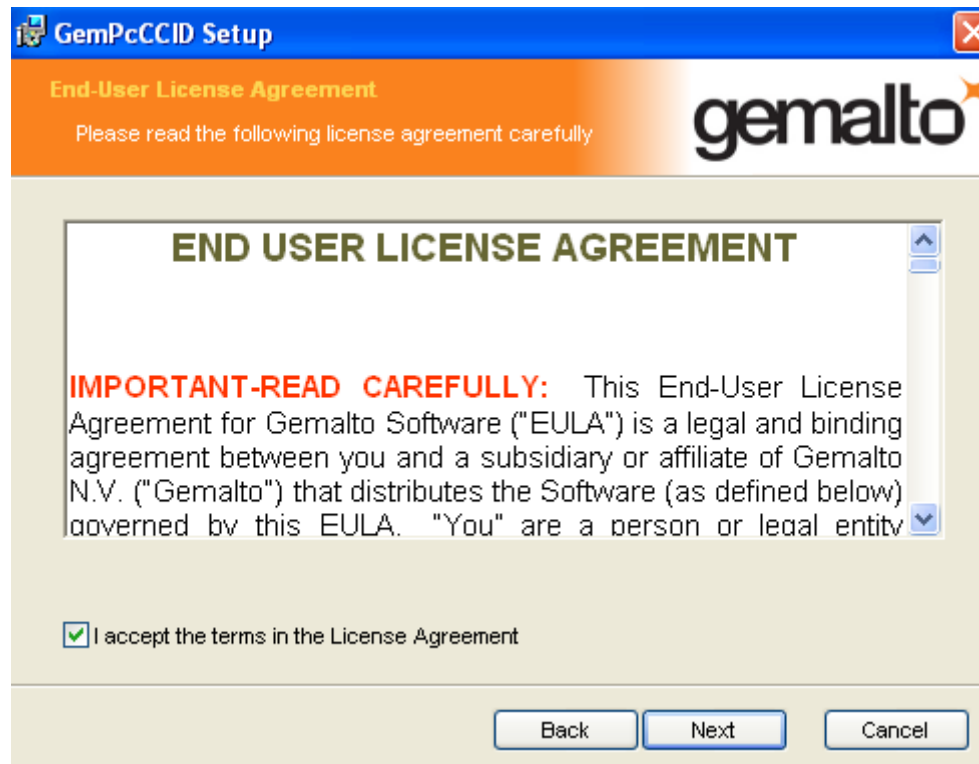 GemPcCCID Setup
End-User License Agreement
Please read the following license agreement carefully
gemalto
END USER LICENSE AGREEMENT
IMPORTANT-READ CAREFULLY: This End-User License
Agreement for Gemalto Software ("EULA") is a legal and binding
agreement between you and a subsidiary or affiliate of Gemalto
N.V. ("Gemalto") that distributes the Software (as defined below)
governed by this EULA. "You" are a person or legal entity
I accept the terms in the License Agreement
Back Next Cancel